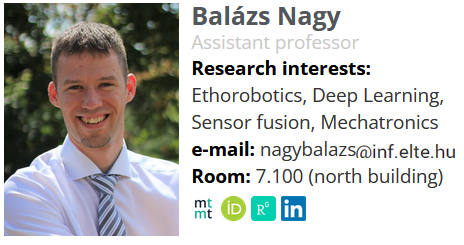 Balázs Nagy
Assistant professor
Research interests:
Ethorobotics, Deep Learning,
Sensor fusion, Mechatronics
e-mail: nagybalazs@inf.elte.hu
Room: 7.100 (north building)
mt
mt
iD
RG
in